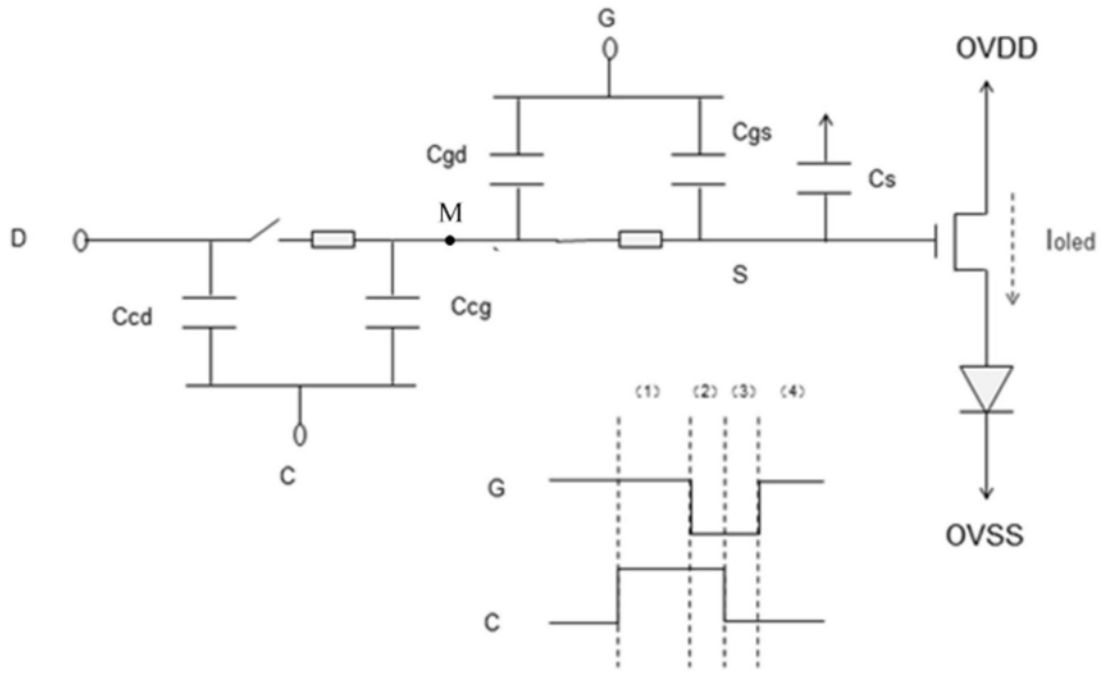 G
OVDD
Cgd
Cgs
Cs
M
D
Ioled
S
Ccd
Ccg
C
(1) (2) (3) (4)
G
C
OVSS